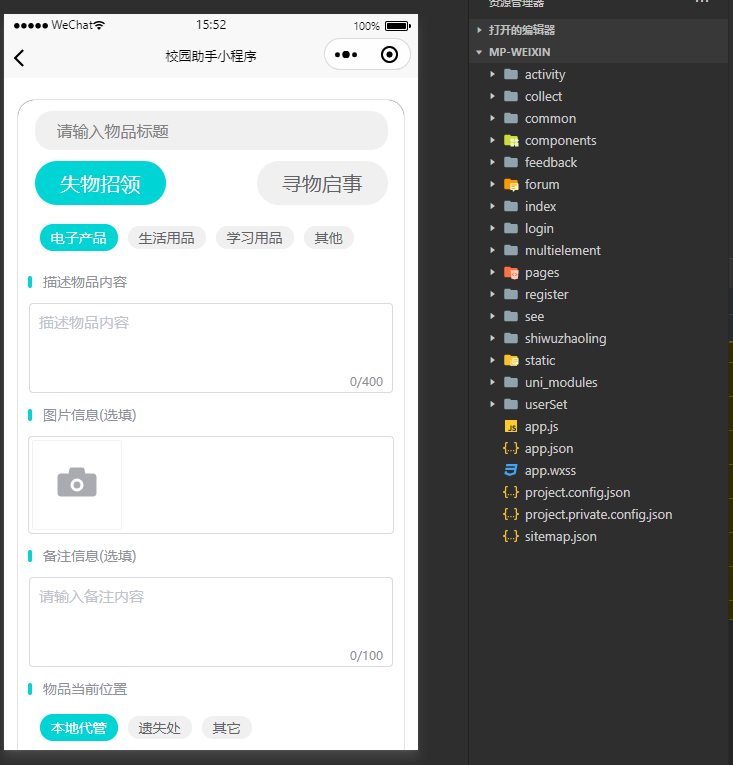 ●●●●● WeChat 15:52 100%
校园助手小程序
请输入物品标题
失物招领 寻物启事
电子产品 生活用品 学习用品 其他
描述物品内容
描述物品内容
0/400
图片信息(选填)
备注信息(选填)
请输入备注内容
0/100
物品当前位置
本地代管 遗失处 其它
资源管理器 ...
打开的编辑器
MP-WEIXIN
activity
collect
common
components
feedback
forum
index
login
multielement
pages
register
see
shiwuzhaoling
static
uni_modules
userSet
JS app.js
{..} app.json
app.wxss
{..} project.config.json
{..} project.private.config.json
{..} sitemap.json